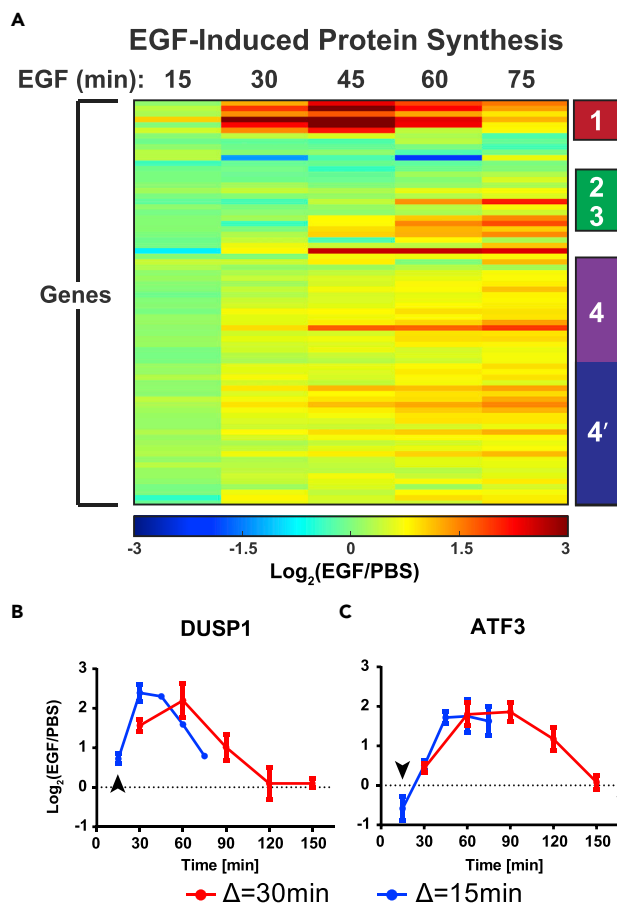 A
EGF-Induced Protein Synthesis
EGF (min): 15 30 45 60 75
Genes
1
2
3
4
4′
-3 -1.5 0 1.5 3
Log2(EGF/PBS)
B
DUSP1
Log2(EGF/PBS)
3
2
1
0
-1
0 30 60 90 120 150
Time [min]
C
ATF3
3
2
1
0
-1
0 30 60 90 120 150
Time [min]
Δ=30min Δ=15min